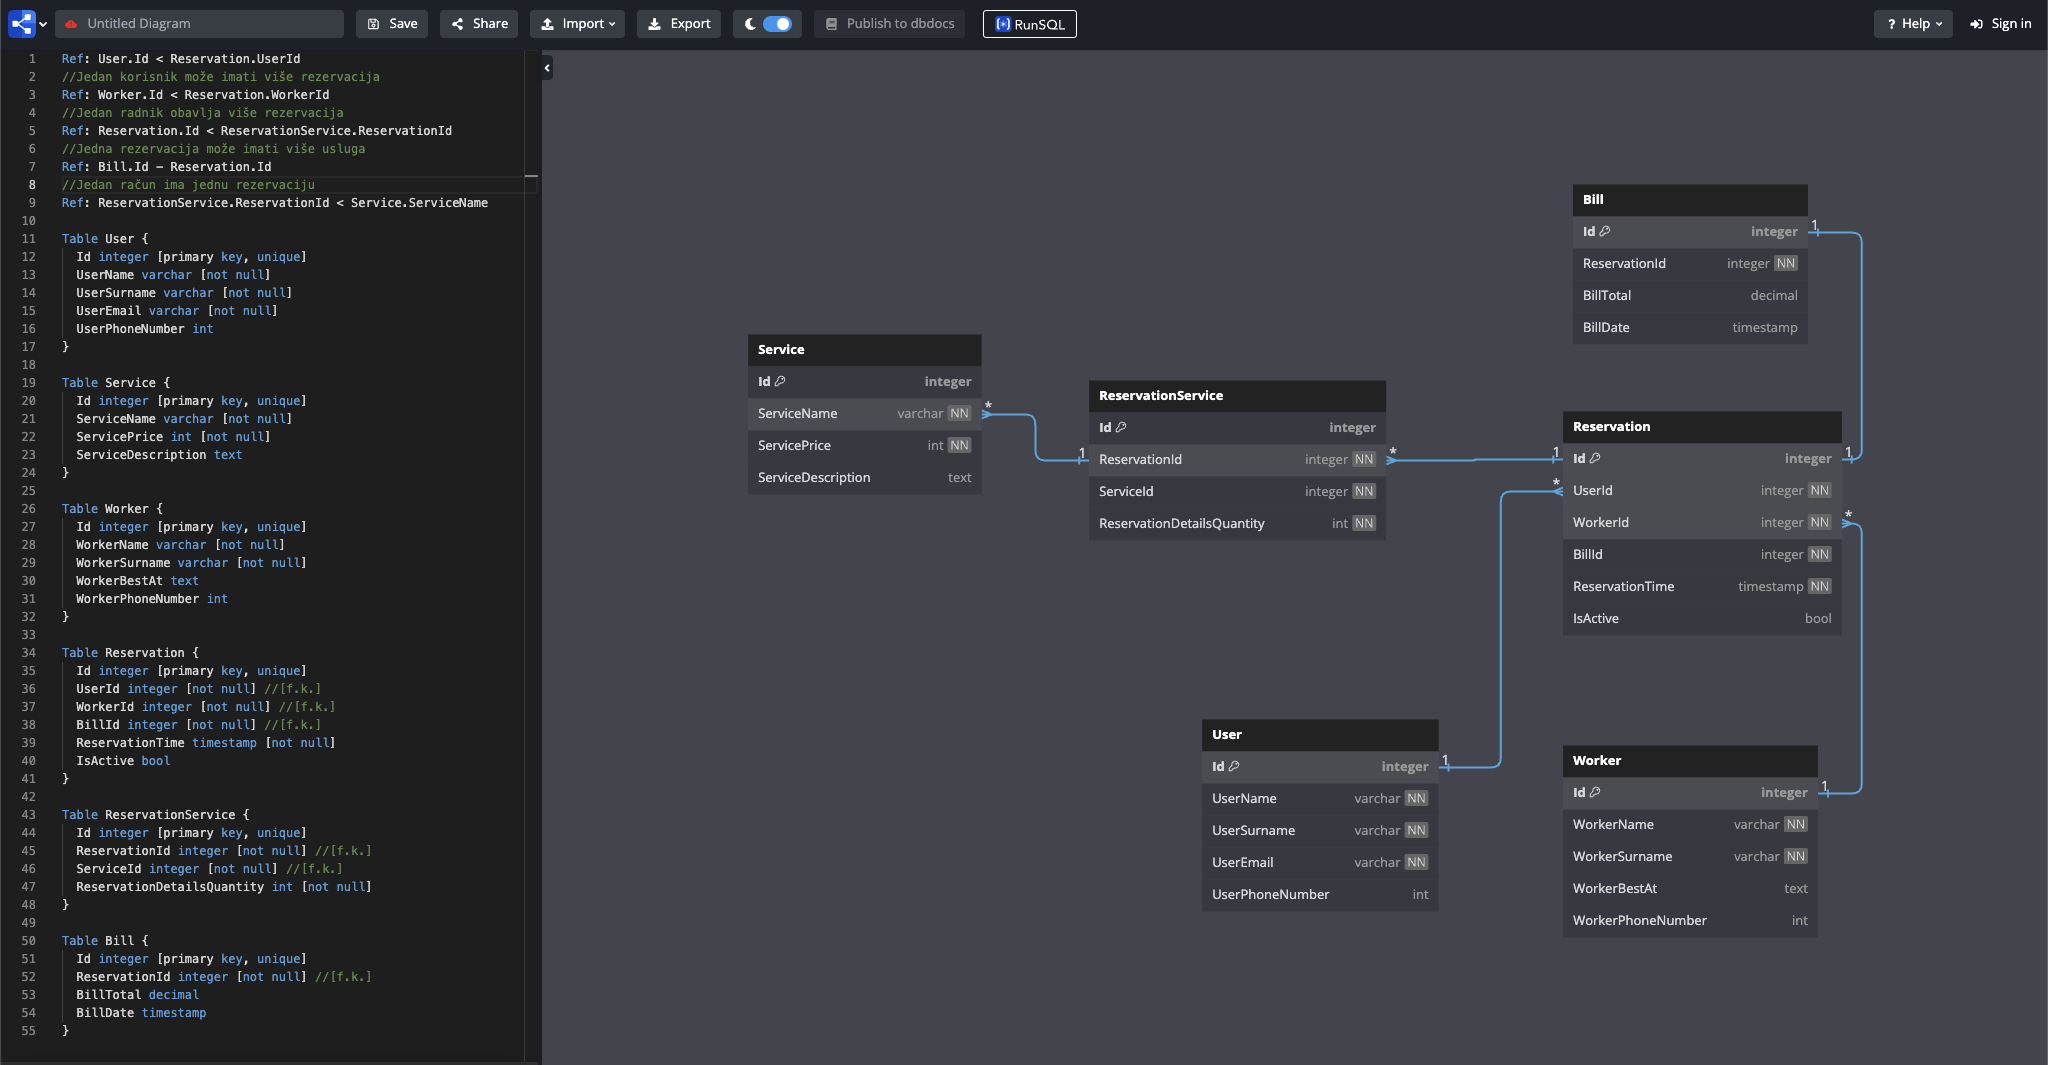 Untitled Diagram
Save
Share
Import
Export
Publish to dbdocs
RunSQL
? Help
Sign in
1 Ref: User.Id < Reservation.UserId
2 //Jedan korisnik može imati više rezervacija
3 Ref: Worker.Id < Reservation.WorkerId
4 //Jedan radnik obavlja više rezervacija
5 Ref: Reservation.Id < ReservationService.ReservationId
6 //Jedna rezervacija može imati više usluga
7 Ref: Bill.Id - Reservation.Id
8 //Jedan račun ima jednu rezervaciju
9 Ref: ReservationService.ReservationId < Service.ServiceName
10
11 Table User {
12 Id integer [primary key, unique]
13 UserName varchar [not null]
14 UserSurname varchar [not null]
15 UserEmail varchar [not null]
16 UserPhoneNumber int
17 }
18
19 Table Service {
20 Id integer [primary key, unique]
21 ServiceName varchar [not null]
22 ServicePrice int [not null]
23 ServiceDescription text
24 }
25
26 Table Worker {
27 Id integer [primary key, unique]
28 WorkerName varchar [not null]
29 WorkerSurname varchar [not null]
30 WorkerBestAt text
31 WorkerPhoneNumber int
32 }
33
34 Table Reservation {
35 Id integer [primary key, unique]
36 UserId integer [not null] //[f.k.]
37 WorkerId integer [not null] //[f.k.]
38 BillId integer [not null] //[f.k.]
39 ReservationTime timestamp [not null]
40 IsActive bool
41 }
42
43 Table ReservationService {
44 Id integer [primary key, unique]
45 ReservationId integer [not null] //[f.k.]
46 ServiceId integer [not null] //[f.k.]
47 ReservationDetailsQuantity int [not null]
48 }
49
50 Table Bill {
51 Id integer [primary key, unique]
52 ReservationId integer [not null] //[f.k.]
53 BillTotal decimal
54 BillDate timestamp
55 }
Service
Id integer
ServiceName varchar NN *
ServicePrice int NN
ServiceDescription text
ReservationService
Id integer
1 ReservationId integer NN *
ServiceId integer NN
ReservationDetailsQuantity int NN
Bill
Id integer 1
ReservationId integer NN
BillTotal decimal
BillDate timestamp
Reservation
1 Id integer 1
* UserId integer NN
WorkerId integer NN *
BillId integer NN
ReservationTime timestamp NN
IsActive bool
User
Id integer 1
UserName varchar NN
UserSurname varchar NN
UserEmail varchar NN
UserPhoneNumber int
Worker
Id integer 1
WorkerName varchar NN
WorkerSurname varchar NN
WorkerBestAt text
WorkerPhoneNumber int